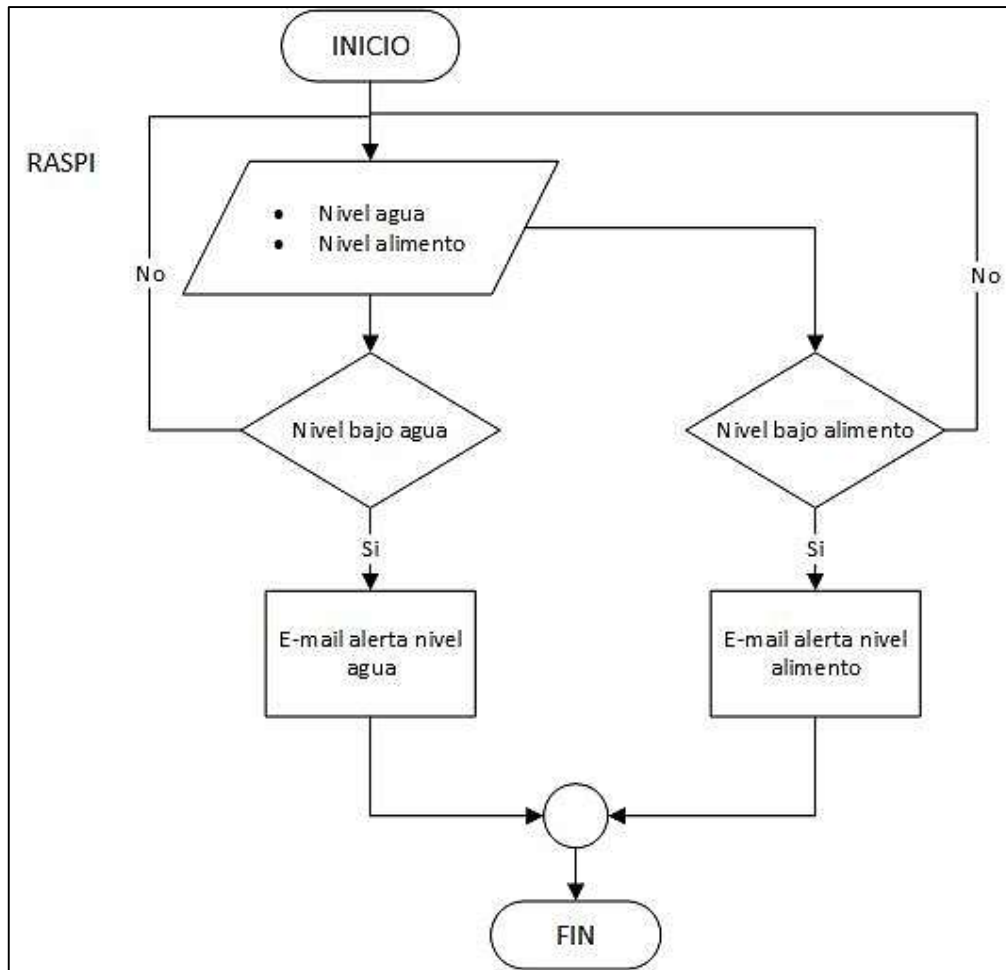 INICIO
RASPI
• Nivel agua
• Nivel alimento
No
No
Nivel bajo agua
Nivel bajo alimento
Si
Si
E-mail alerta nivel
agua
E-mail alerta nivel
alimento
FIN